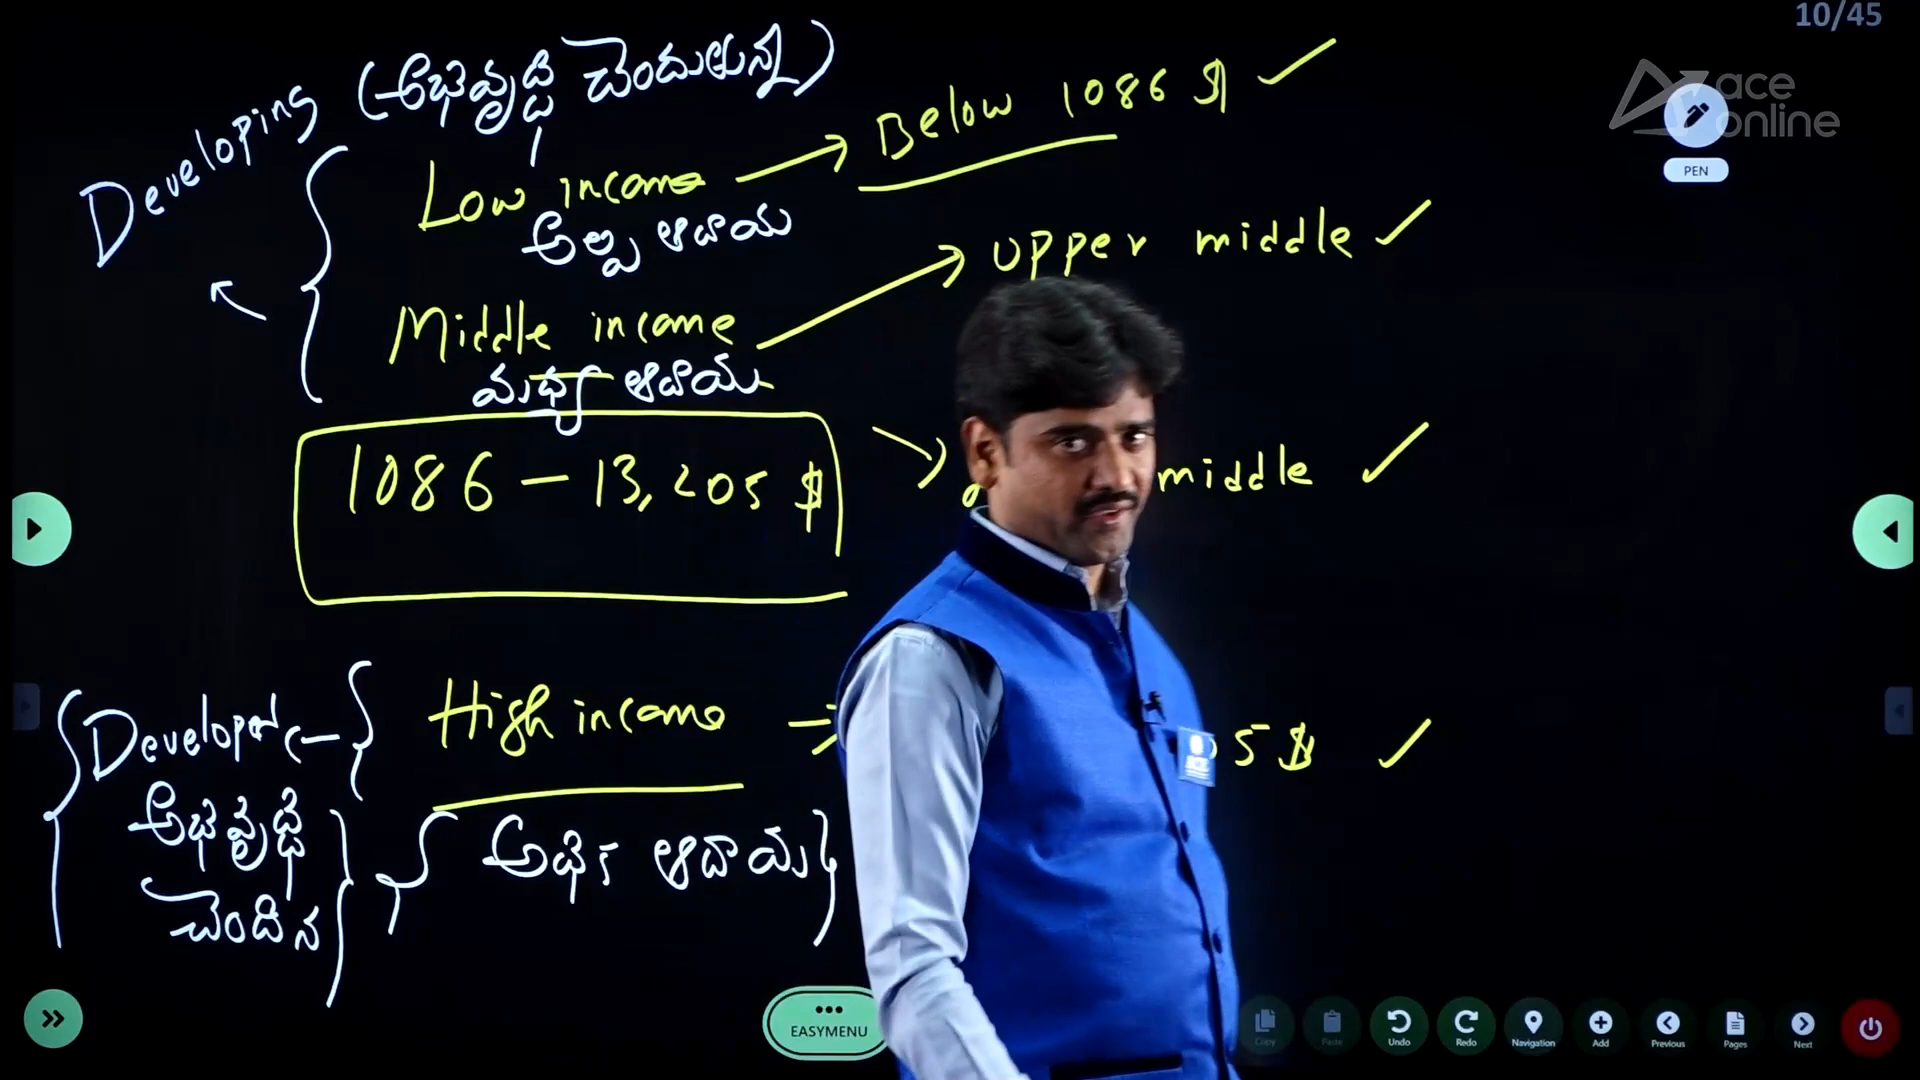 10/45
ace
online
PEN
Developing (అభివృద్ధి చెందుతున్న)
Low income → Below 1086 $ ✓
అల్ప ఆదాయ
Middle income → Upper middle ✓
మధ్య ఆదాయ
1086 – 13,205 $
middle ✓
High income → 5 $ ✓
Developed
అభివృద్ధి
చెందిన
అధిక ఆదాయ
EASYMENU
Copy
Paste
Undo
Redo
Navigation
Add
Previous
Pages
Next